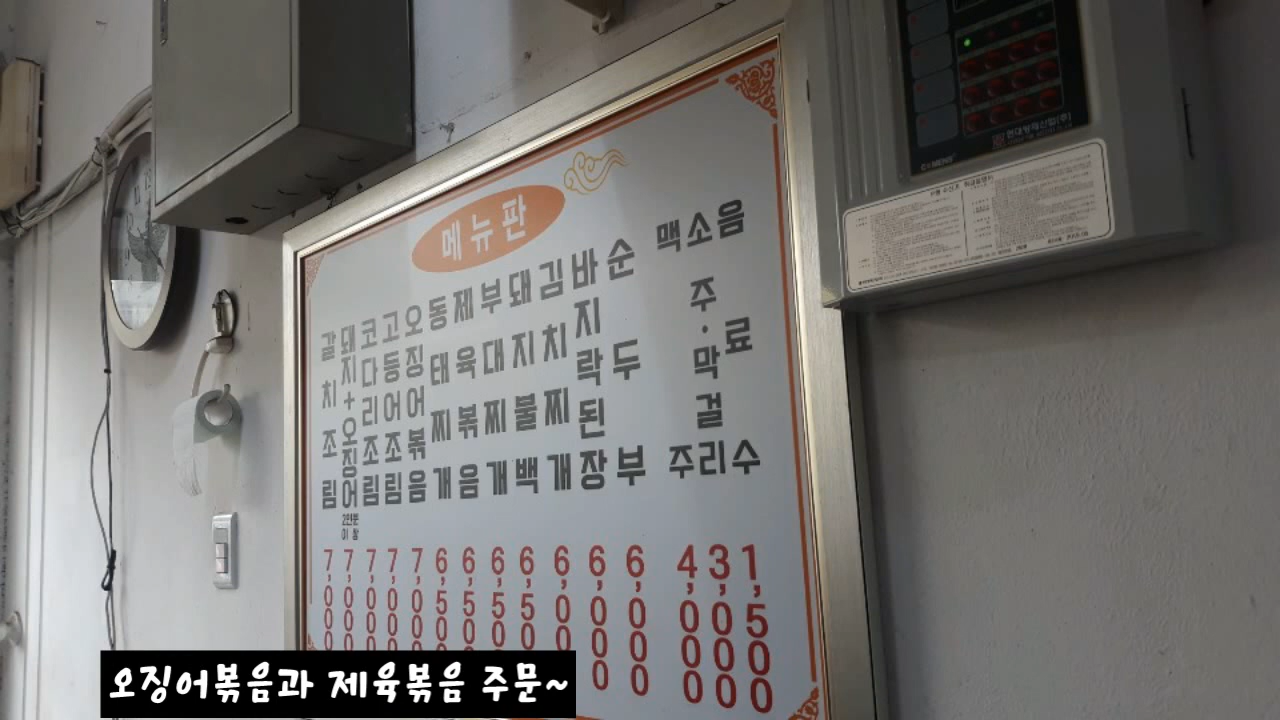 메뉴판
갈치조림 7,000
돼지+오징어 2인분 이상 7,000
코다리조림 7,000
고등어조림 7,000
오징어볶음 7,000
동태찌개 6,500
제육볶음 6,500
부대찌개 6,500
돼지불백 6,500
김치찌개 6,000
바지락된장 6,000
순두부 6,000
맥주 4,000
소주·막걸리 3,000
음료수 1,500
오징어볶음과 제육볶음 주문~